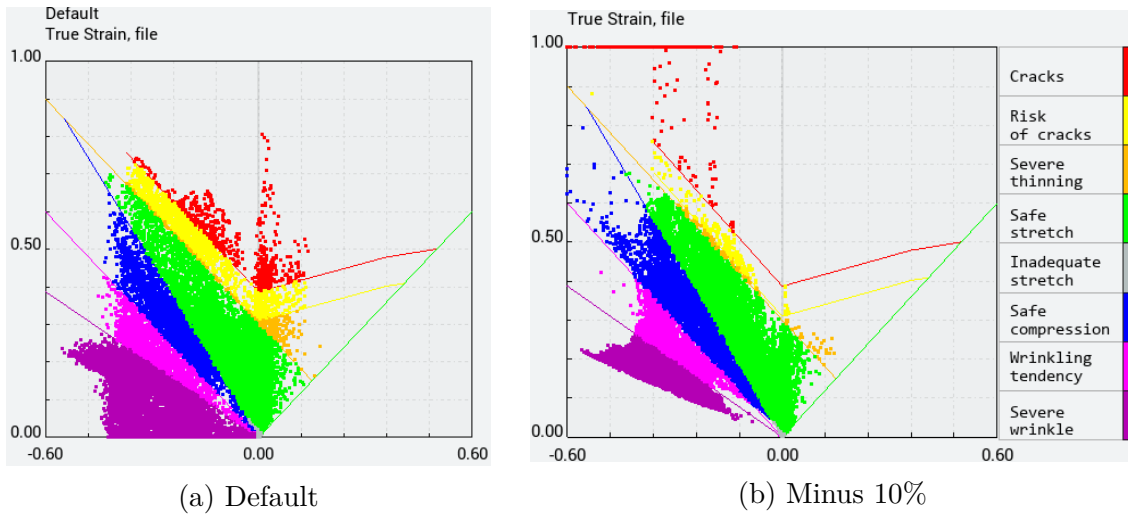 Default
True Strain, file
1.00
0.50
0.00
-0.60
0.00
0.60
(a) Default
True Strain, file
1.00
0.50
0.00
-0.60
0.00
0.60
Cracks
Risk
of cracks
Severe
thinning
Safe
stretch
Inadequate
stretch
Safe
compression
Wrinkling
tendency
Severe
wrinkle
(b) Minus 10%